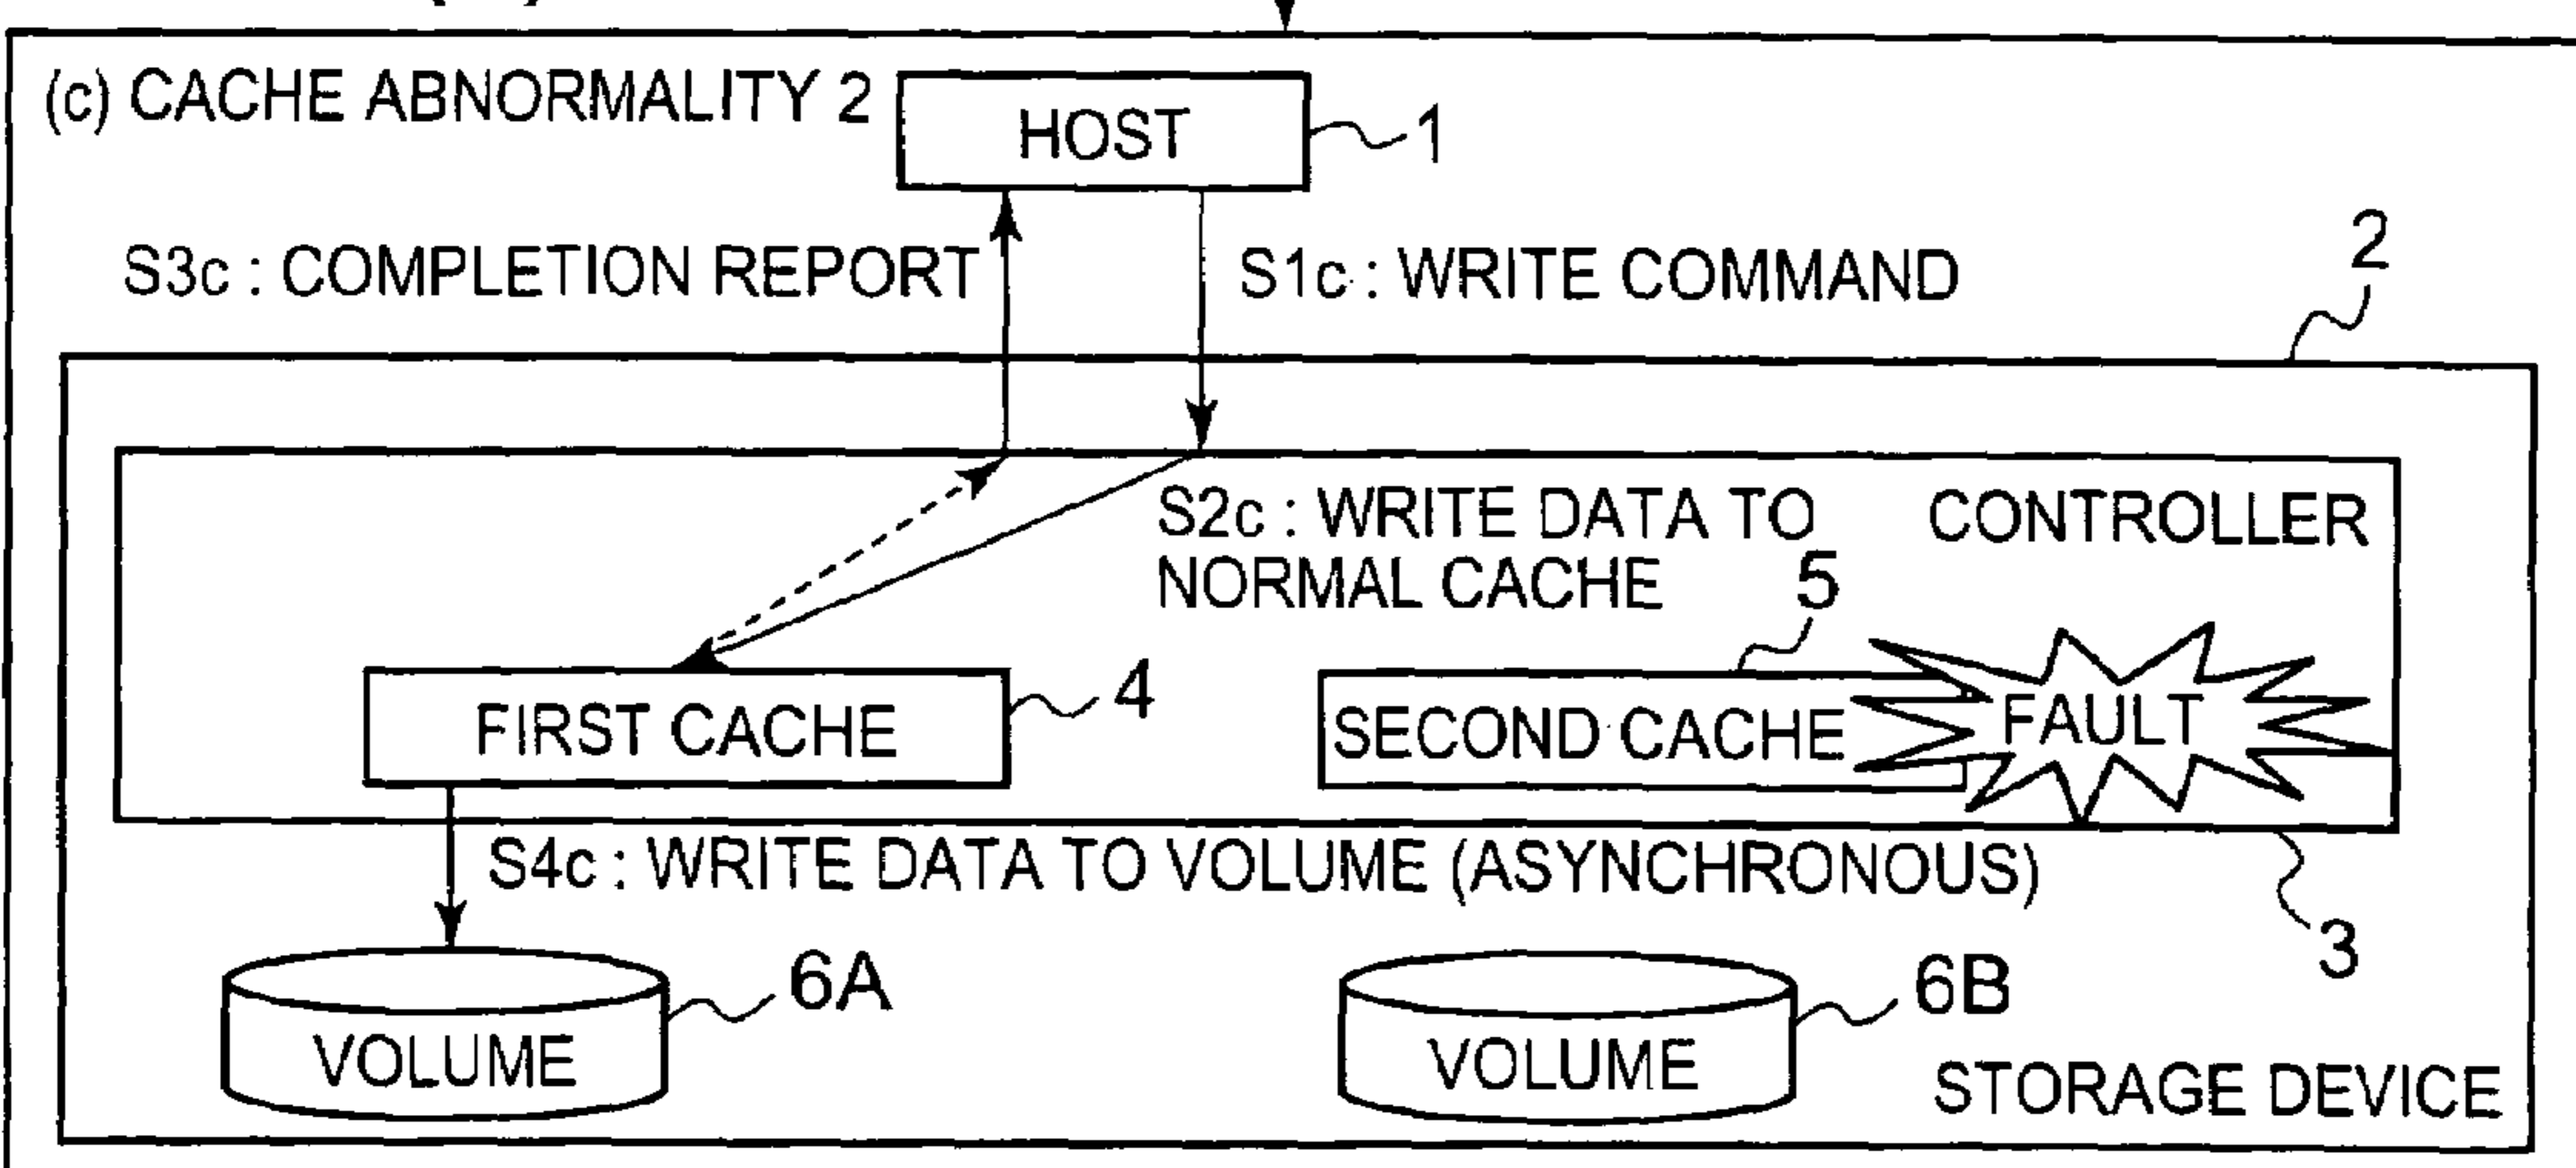 (c) CACHE ABNORMALITY 2
HOST
1
S3c : COMPLETION REPORT
S1c : WRITE COMMAND
2
S2c : WRITE DATA TO
NORMAL CACHE
CONTROLLER
5
FIRST CACHE
4
SECOND CACHE
FAULT
S4c : WRITE DATA TO VOLUME (ASYNCHRONOUS)
3
6A
VOLUME
6B
VOLUME
STORAGE DEVICE